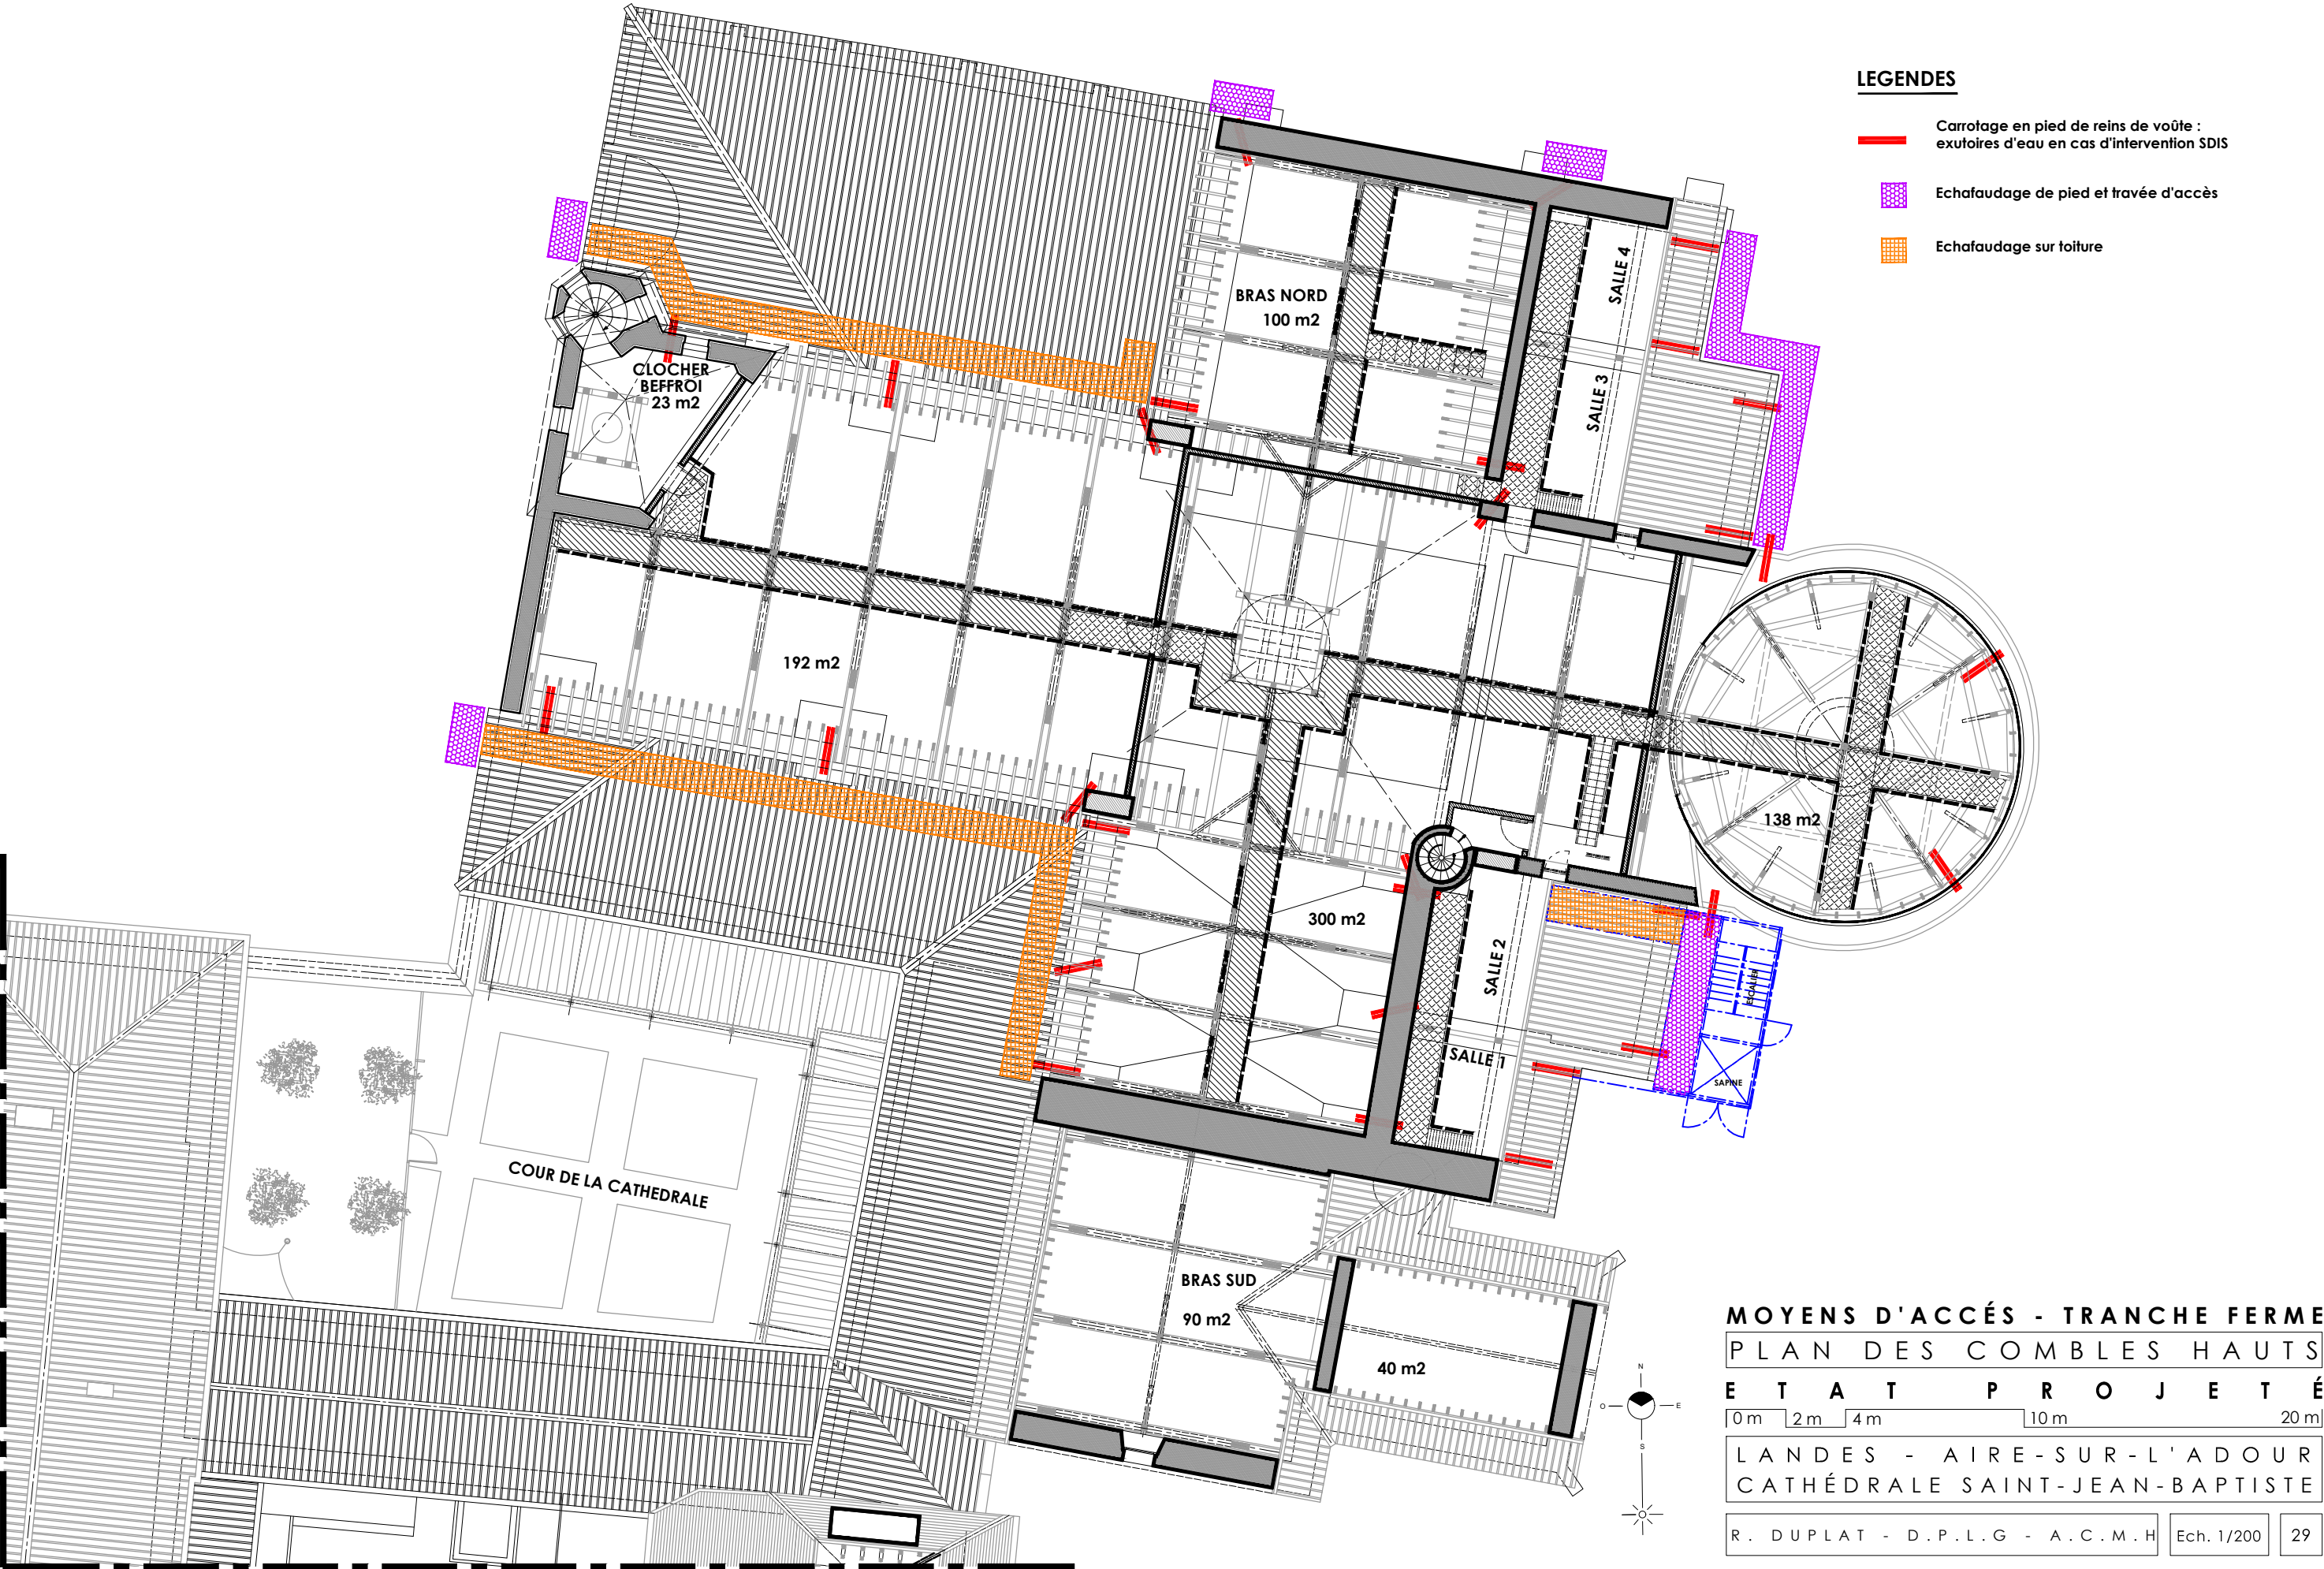 LEGENDES
Carrotage en pied de reins de voûte :
exutoires d'eau en cas d'intervention SDIS
Echafaudage de pied et travée d'accès
Echafaudage sur toiture
BRAS NORD
100 m2
SALLE 4
SALLE 3
CLOCHER
BEFFROI
23 m2
192 m2
138 m2
300 m2
SALLE 2
SALLE 1
ESCALIER
SAPINE
COUR DE LA CATHEDRALE
BRAS SUD
90 m2
40 m2
N
O
E
S
MOYENS D'ACCÉS - TRANCHE FERME
PLAN DES COMBLES HAUTS
ETAT PROJETÉ
0 m 2 m 4 m 10 m 20 m
LANDES - AIRE-SUR-L'ADOUR
CATHÉDRALE SAINT-JEAN-BAPTISTE
R. DUPLAT - D.P.L.G - A.C.M.H
Ech. 1/200
29